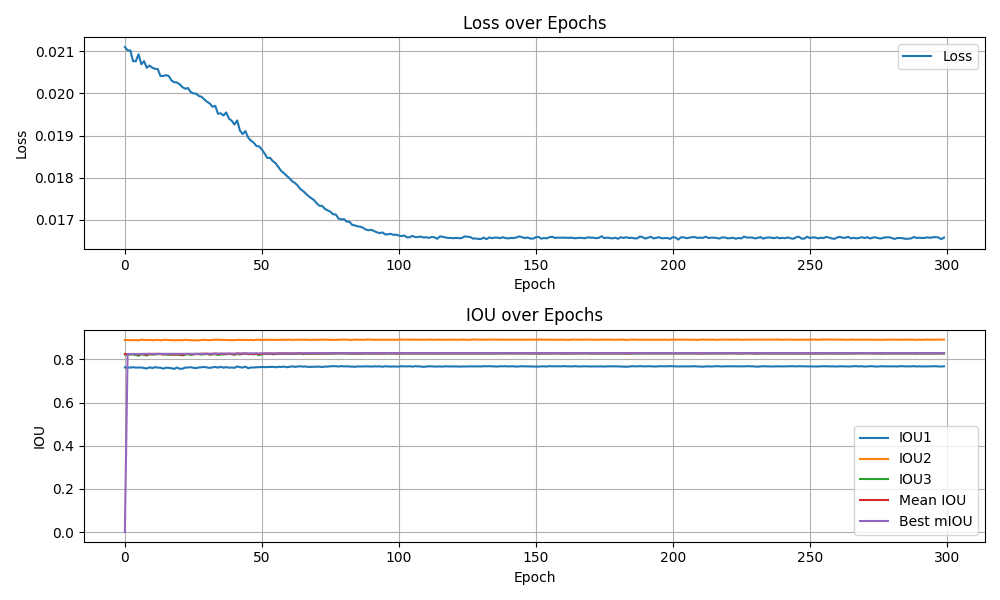 Loss over Epochs
0.021
0.020
0.019
0.018
0.017
Loss
Loss
0 50 100 150 200 250 300
Epoch
IOU over Epochs
0.8
0.6
0.4
0.2
0.0
IOU
IOU1
IOU2
IOU3
Mean IOU
Best mIOU
0 50 100 150 200 250 300
Epoch